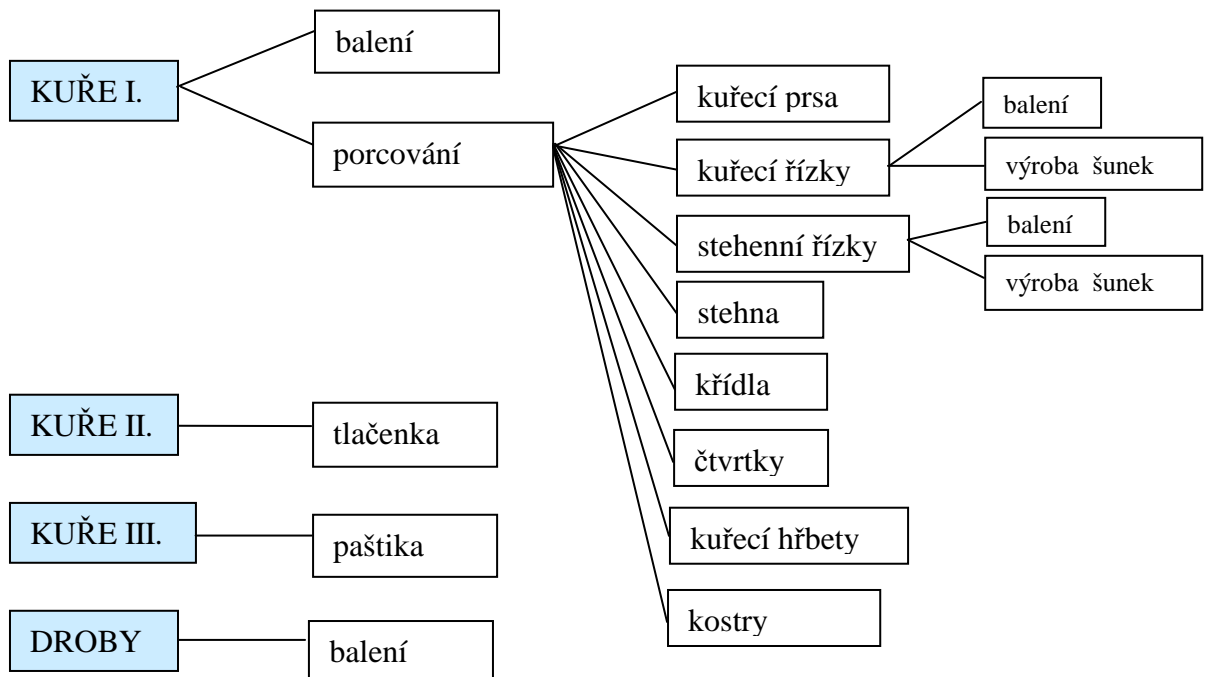 balení
KUŘE I.
porcování
kuřecí prsa
kuřecí řízky
balení
výroba šunek
stehenní řízky
balení
výroba šunek
stehna
křídla
čtvrtky
kuřecí hřbety
kostry
KUŘE II.
tlačenka
KUŘE III.
paštika
DROBY
balení